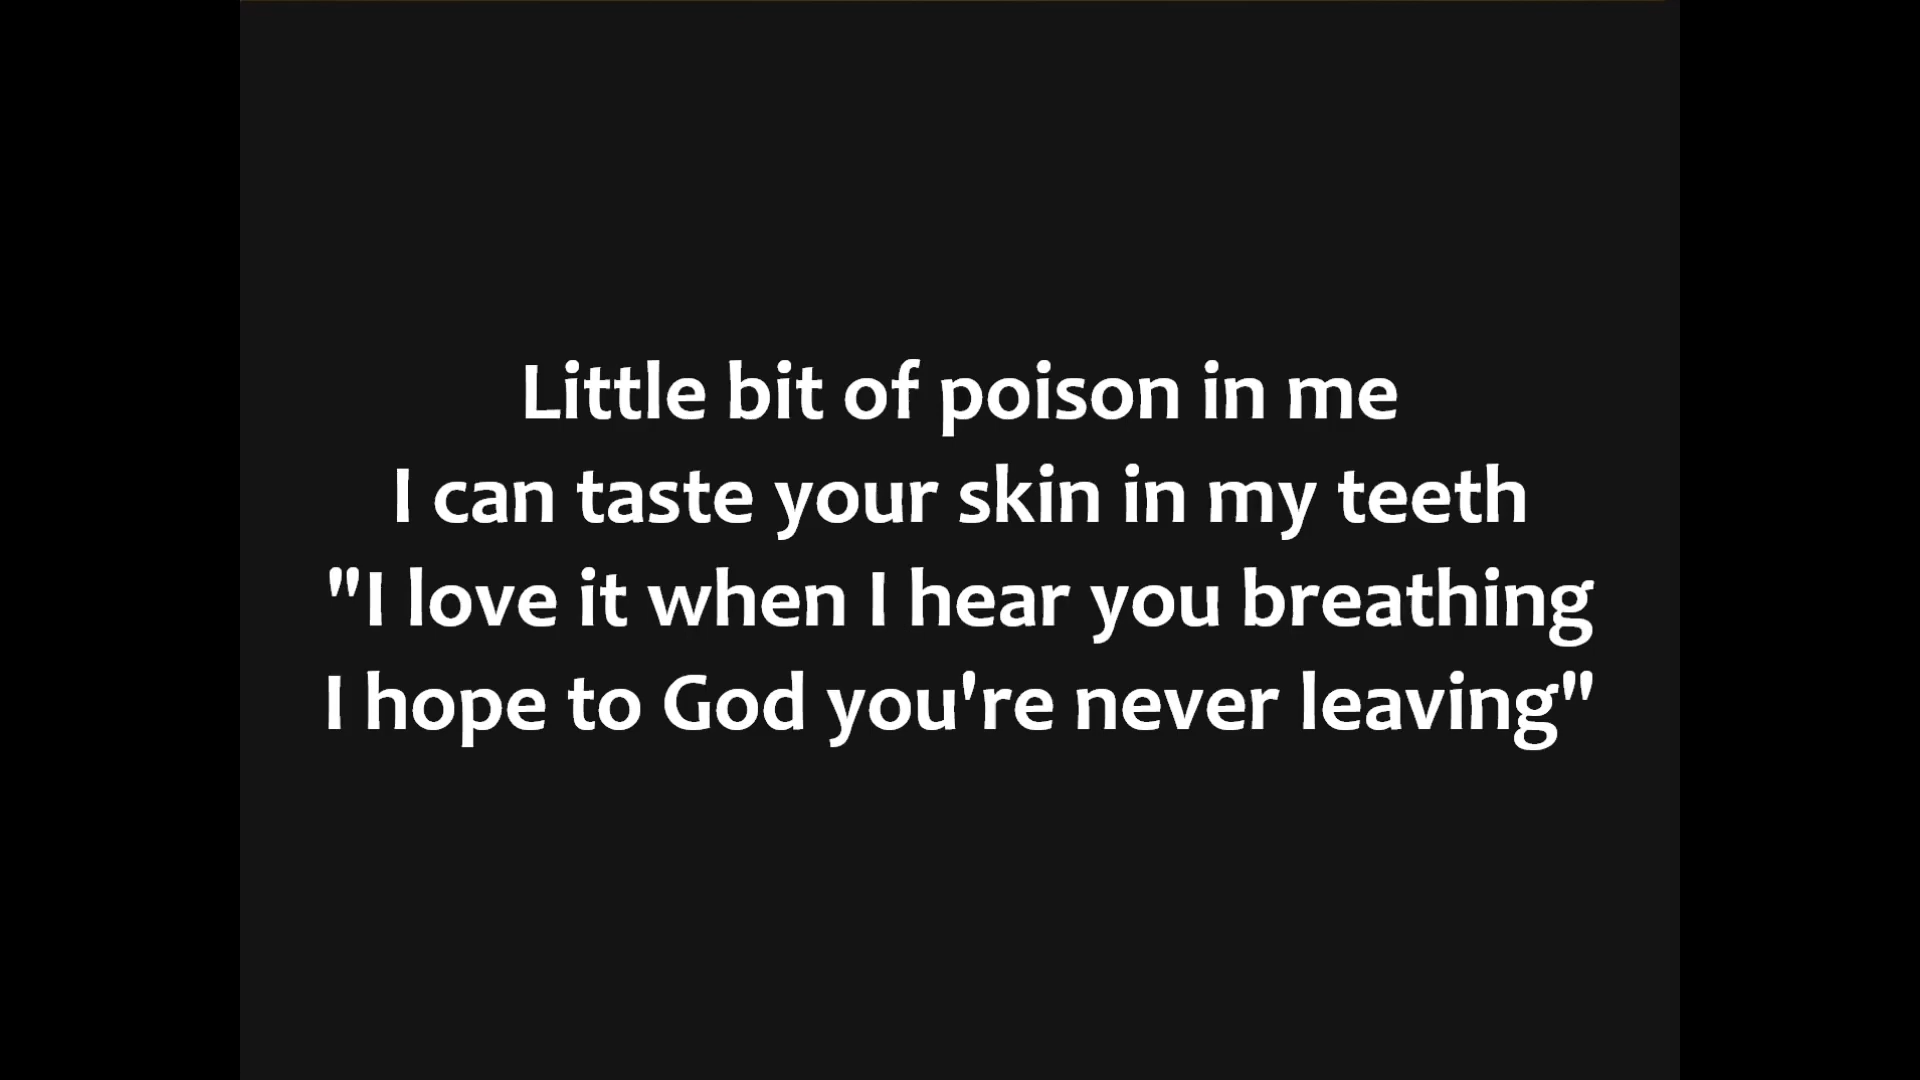 Little bit of poison in me
I can taste your skin in my teeth
"I love it when I hear you breathing
I hope to God you're never leaving"